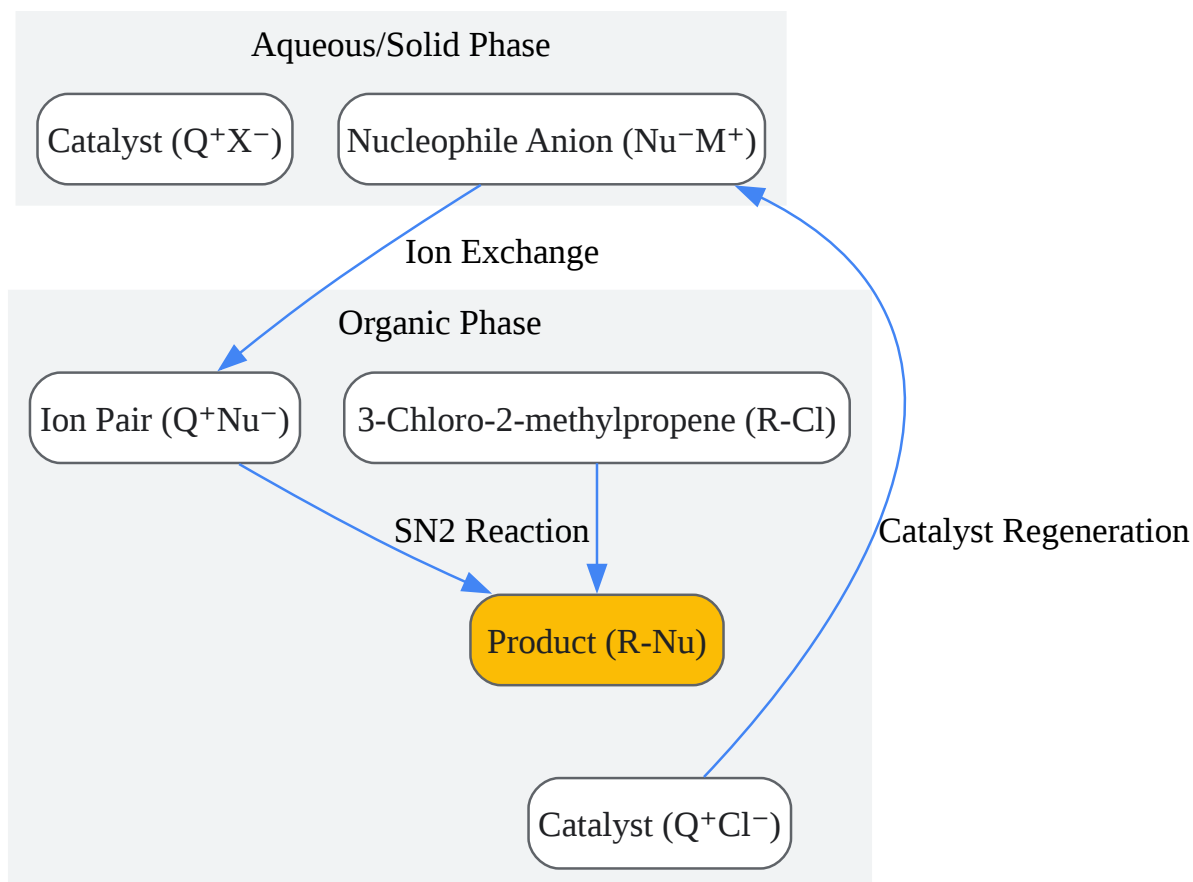 Aqueous/Solid Phase
Catalyst (Q⁺X⁻)
Nucleophile Anion (Nu⁻M⁺)
Ion Exchange
Organic Phase
Ion Pair (Q⁺Nu⁻)
3-Chloro-2-methylpropene (R-Cl)
SN2 Reaction
Catalyst Regeneration
Product (R-Nu)
Catalyst (Q⁺Cl⁻)